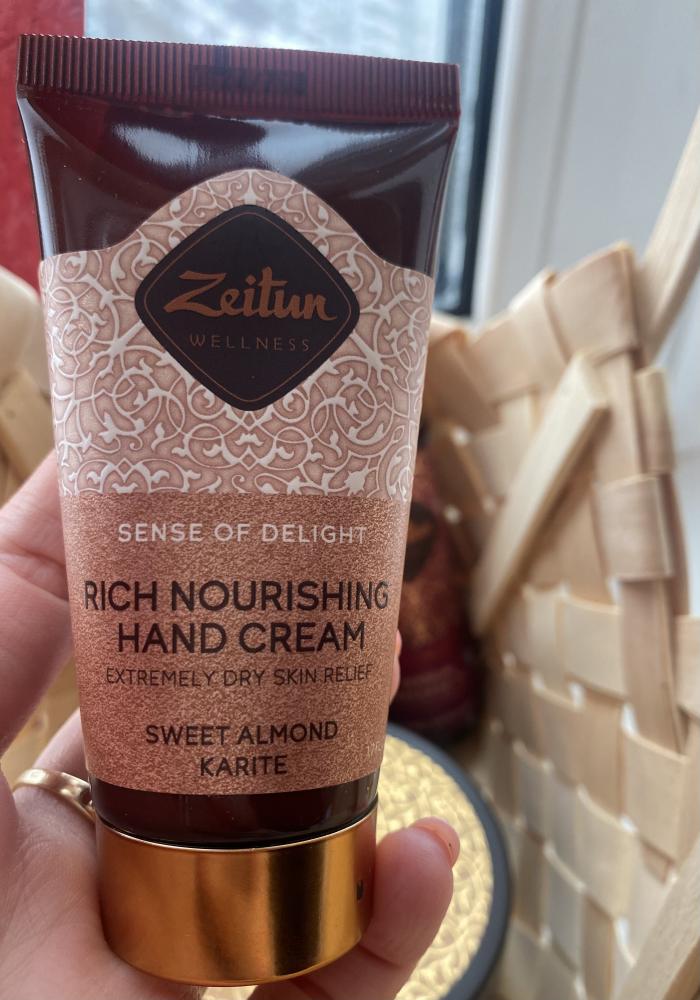 Zeitun
WELLNESS
SENSE OF DELIGHT
RICH NOURISHING
HAND CREAM
EXTREMELY DRY SKIN RELIEF
SWEET ALMOND
KARITE